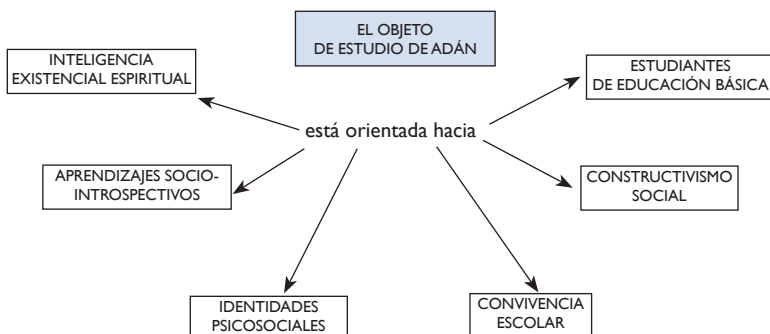 EL OBJETO
DE ESTUDIO DE ADÁN
INTELIGENCIA
EXISTENCIAL ESPIRITUAL
ESTUDIANTES
DE EDUCACIÓN BÁSICA
está orientada hacia
APRENDIZAJES SOCIO-
INTROSPECTIVOS
CONSTRUCTIVISMO
SOCIAL
IDENTIDADES
PSICOSOCIALES
CONVIVENCIA
ESCOLAR